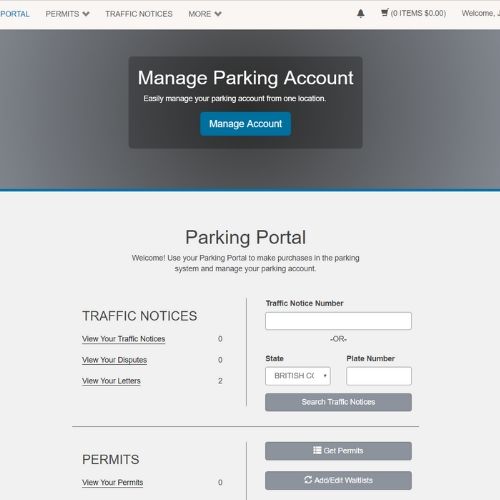 PORTAL PERMITS TRAFFIC NOTICES MORE (0 ITEMS $0.00) Welcome, J
Manage Parking Account
Easily manage your parking account from one location.
Manage Account
Parking Portal
Welcome! Use your Parking Portal to make purchases in the parking
system and manage your parking account.
TRAFFIC NOTICES
View Your Traffic Notices 0
View Your Disputes 0
View Your Letters 2
Traffic Notice Number
-OR-
State Plate Number
BRITISH CO
Search Traffic Notices
PERMITS
View Your Permits 0
Get Permits
Add/Edit Waitlists